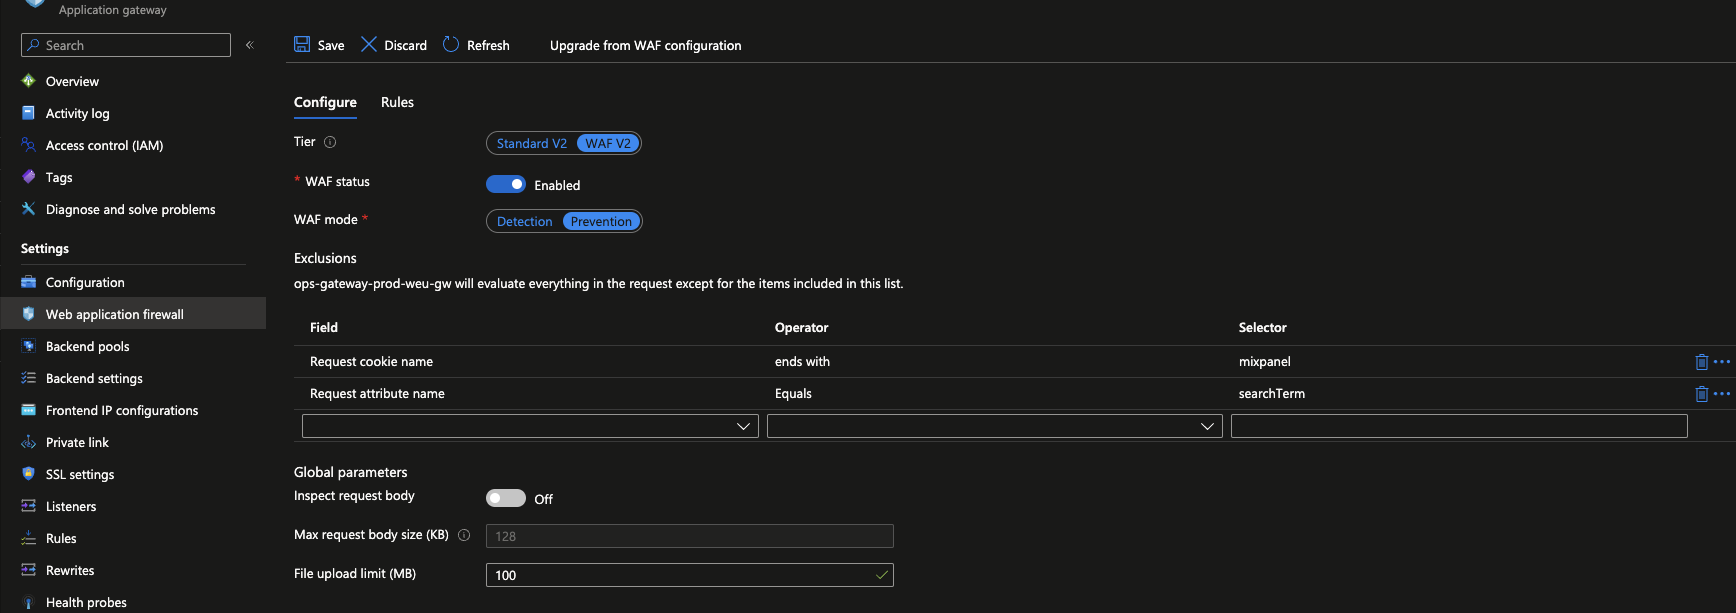 Application gateway
Search
«
Save
Discard
Refresh
Upgrade from WAF configuration
Overview
Activity log
Access control (IAM)
Tags
Diagnose and solve problems
Settings
Configuration
Web application firewall
Backend pools
Backend settings
Frontend IP configurations
Private link
SSL settings
Listeners
Rules
Rewrites
Health probes
Configure
Rules
Tier
Standard V2
WAF V2
* WAF status
Enabled
WAF mode *
Detection
Prevention
Exclusions
ops-gateway-prod-weu-gw will evaluate everything in the request except for the items included in this list.
Field Operator Selector
Request cookie name ends with mixpanel
Request attribute name Equals searchTerm
Global parameters
Inspect request body
Off
Max request body size (KB)
128
File upload limit (MB)
100